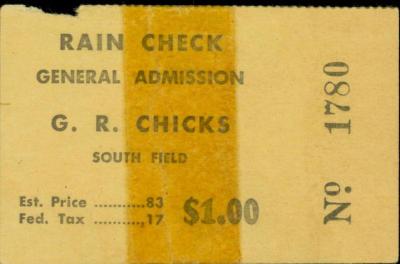 RAIN CHECK
GENERAL ADMISSION
G. R. CHICKS
SOUTH FIELD
Est. Price ...........83
Fed. Tax ..........,17
$1.00
Nº 1780